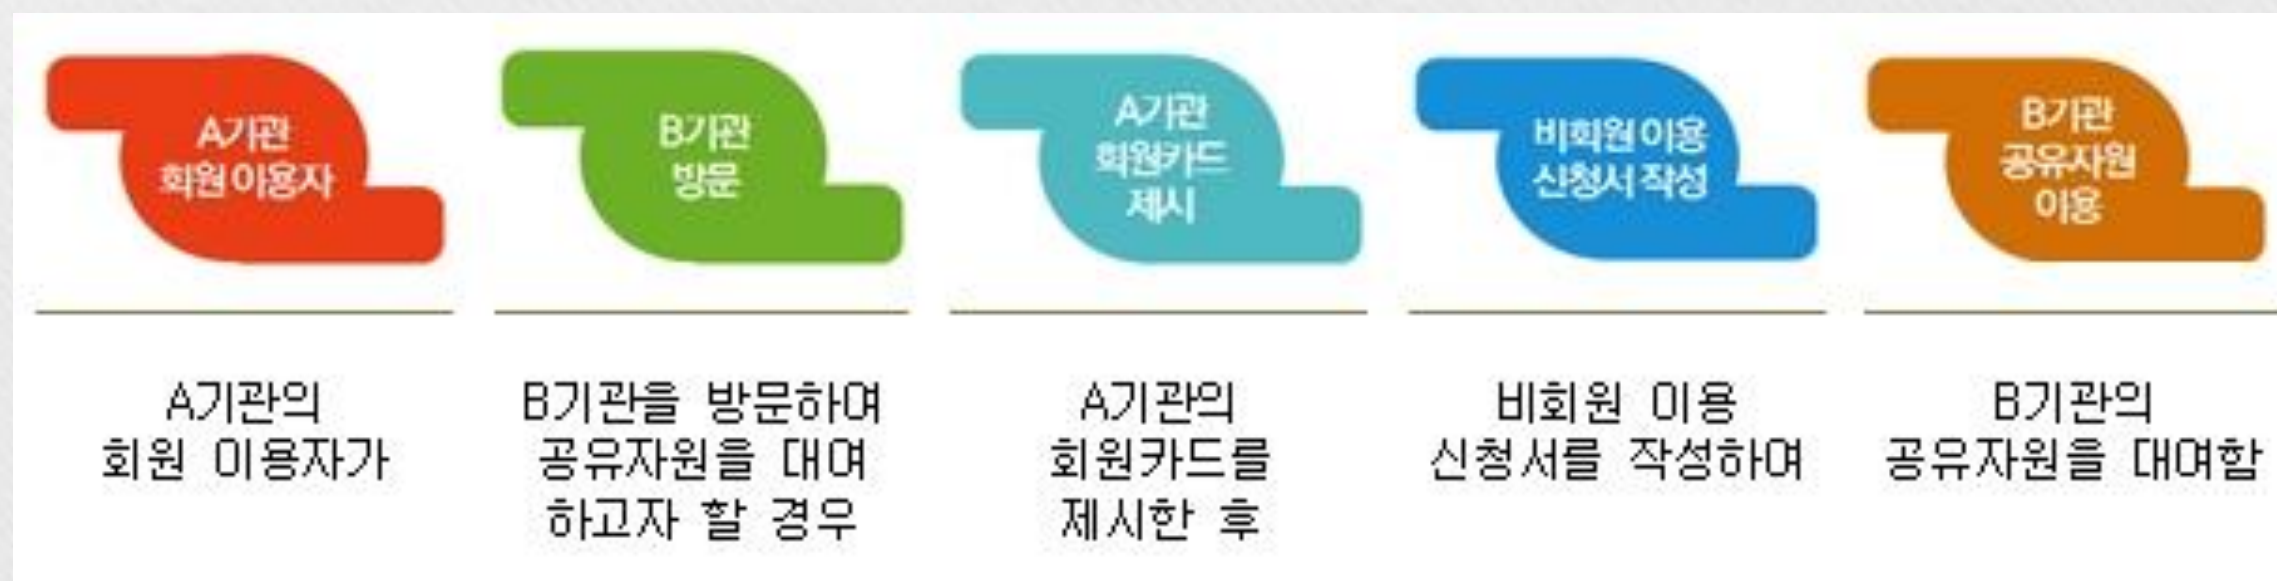 A기관
회원 이용자
B기관
방문
A기관
회원카드
제시
비회원 이용
신청서 작성
B기관
공유자원
이용
A기관의
회원 이용자가
B기관을 방문하여
공유자원을 대여
하고자 할 경우
A기관의
회원카드를
제시한 후
비회원 이용
신청서를 작성하여
B기관의
공유자원을 대여함